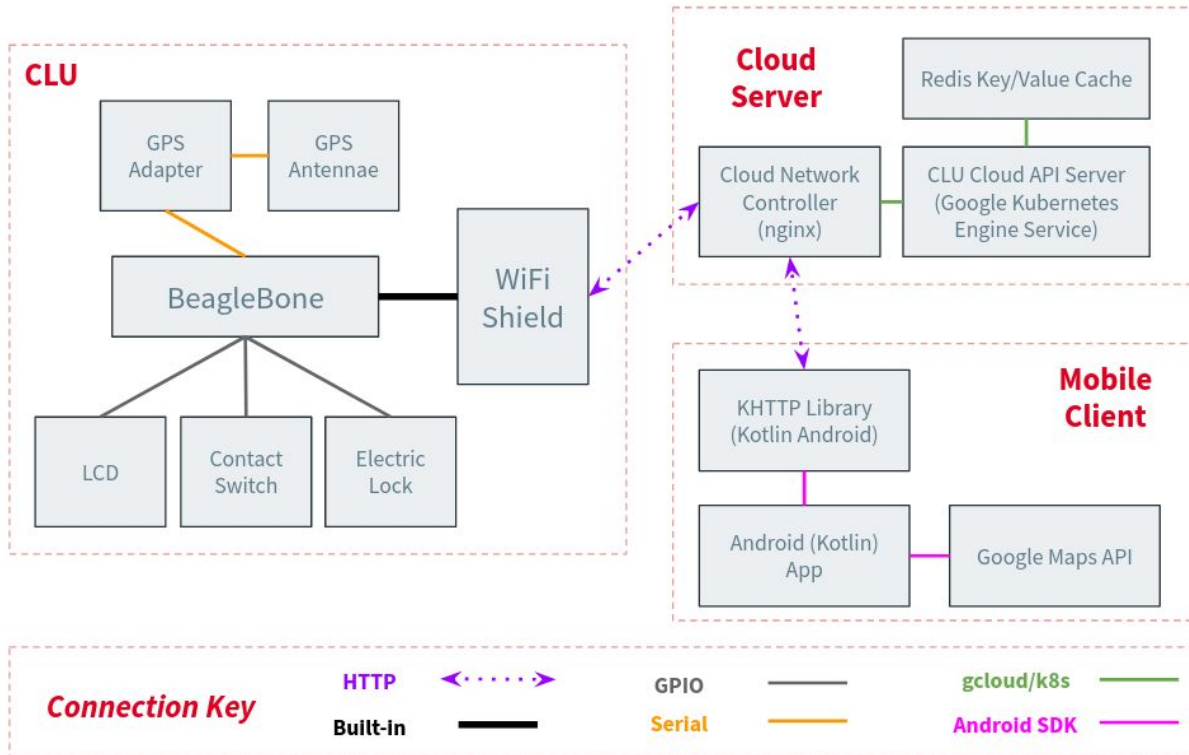 CLU
GPS
Adapter
GPS
Antennae
BeagleBone
WiFi
Shield
LCD
Contact
Switch
Electric
Lock
Cloud
Server
Redis Key/Value Cache
Cloud Network
Controller
(nginx)
CLU Cloud API Server
(Google Kubernetes
Engine Service)
Mobile
Client
KHTTP Library
(Kotlin Android)
Android (Kotlin)
App
Google Maps API
Connection Key
HTTP
Built-in
GPIO
Serial
gcloud/k8s
Android SDK